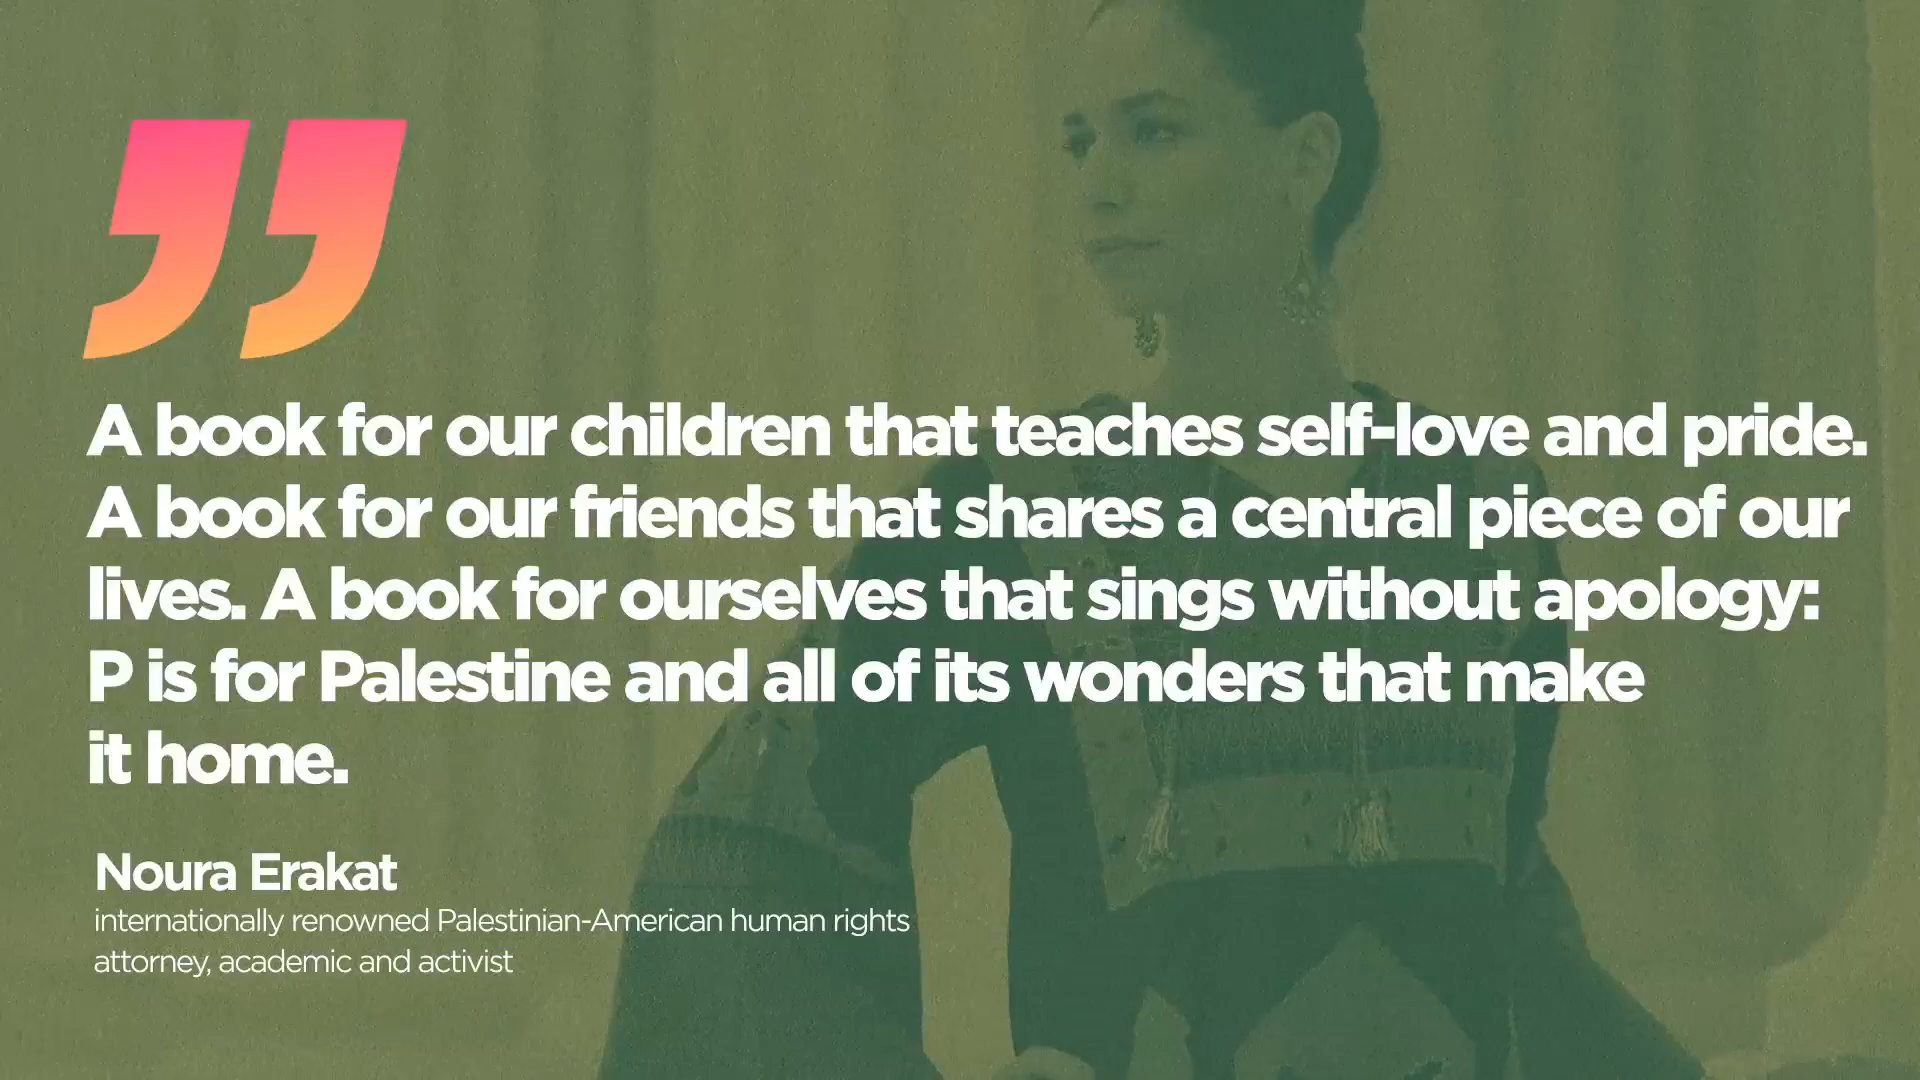 A book for our children that teaches self-love and pride.
A book for our friends that shares a central piece of our
lives. A book for ourselves that sings without apology:
P is for Palestine and all of its wonders that make
it home.
Noura Erakat
internationally renowned Palestinian-American human rights
attorney, academic and activist